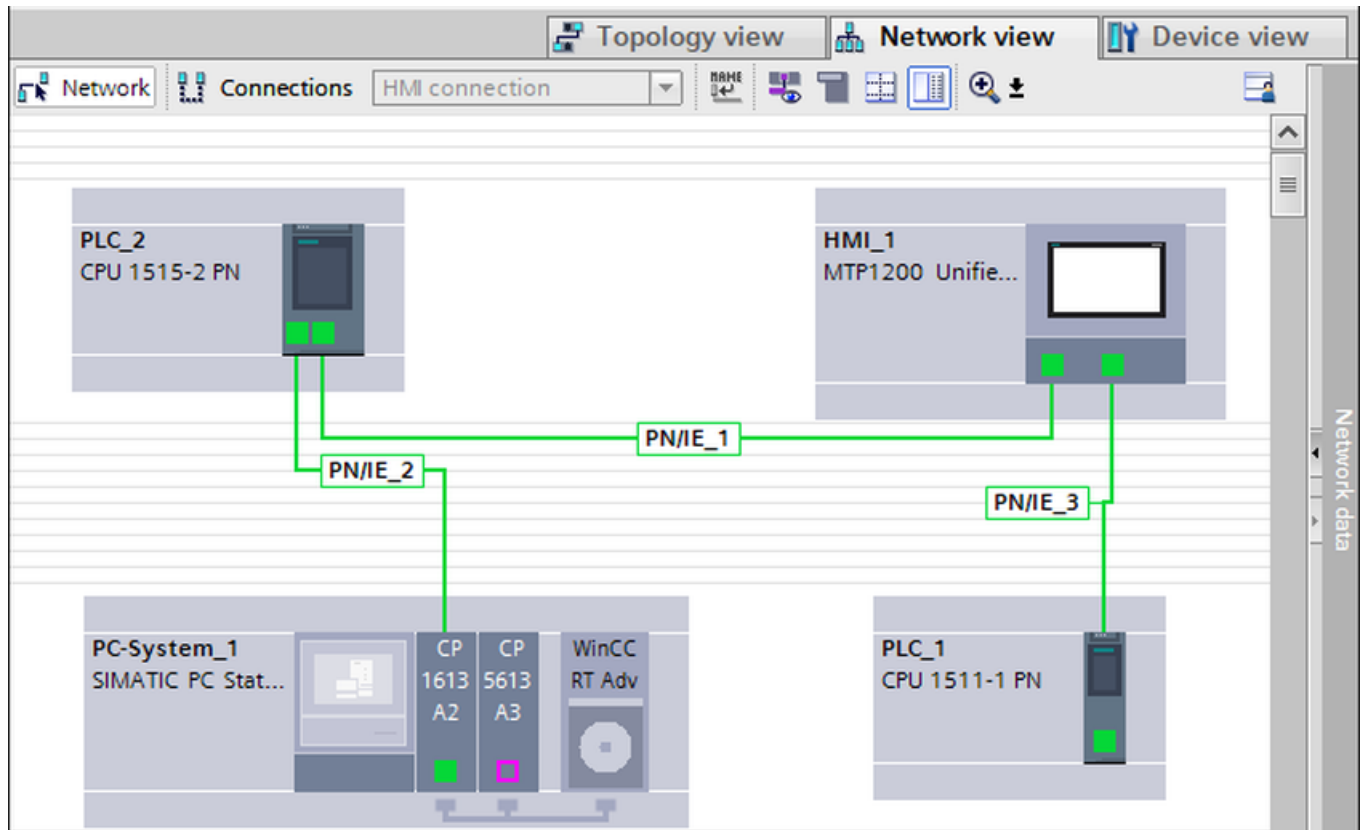 Topology view
Network view
Device view
Network
Connections
HMI connection
NAME
PLC_2
CPU 1515-2 PN
HMI_1
MTP1200 Unifie...
PN/IE_1
PN/IE_2
PN/IE_3
Network data
PC-System_1
SIMATIC PC Stat...
CP
1613
A2
CP
5613
A3
WinCC
RT Adv
PLC_1
CPU 1511-1 PN